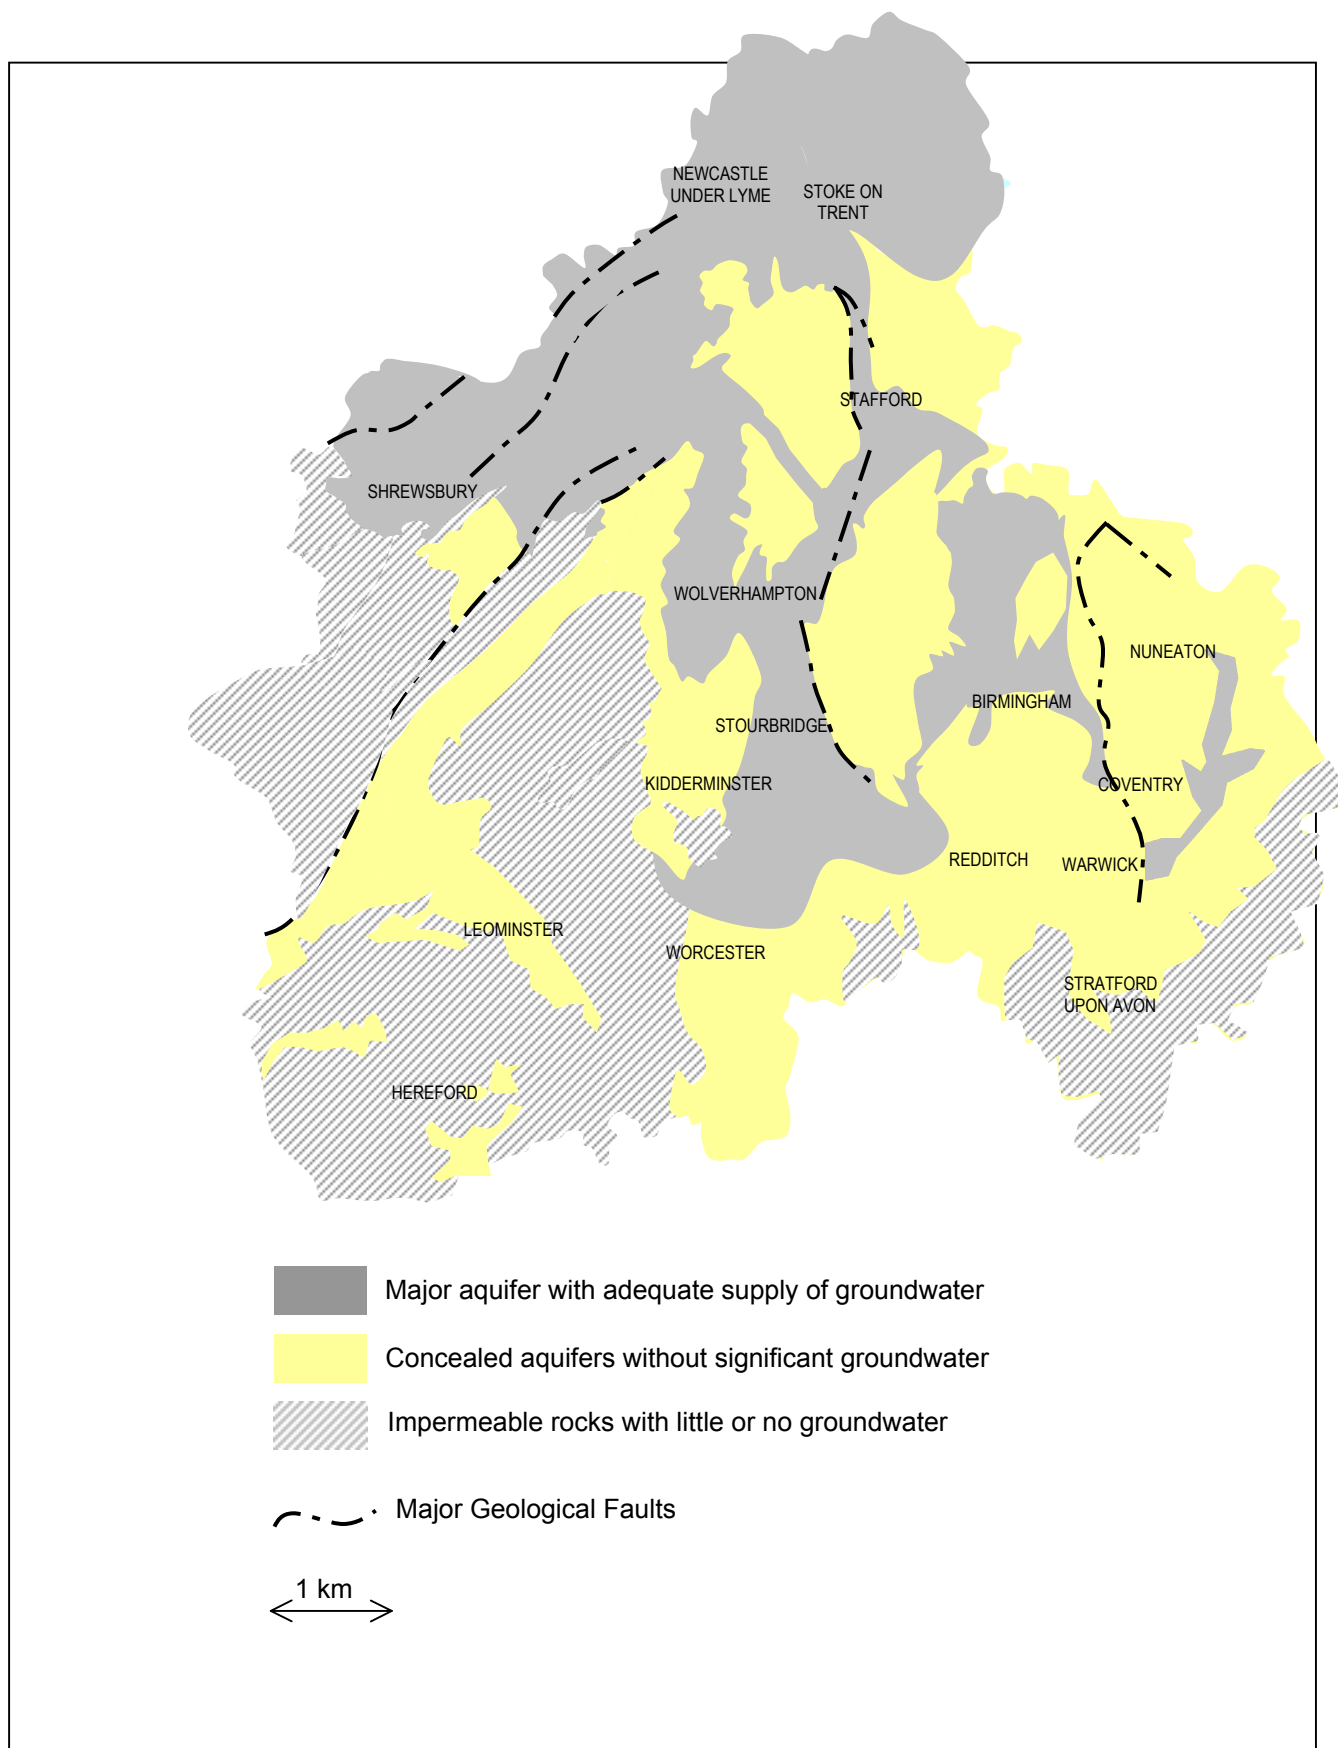 NEWCASTLE
UNDER LYME
STOKE ON
TRENT
STAFFORD
SHREWSBURY
WOLVERHAMPTON
NUNEATON
BIRMINGHAM
STOURBRIDGE
KIDDERMINSTER
COVENTRY
REDDITCH
WARWICK
LEOMINSTER
WORCESTER
STRATFORD
UPON AVON
HEREFORD
Major aquifer with adequate supply of groundwater
Concealed aquifers without significant groundwater
Impermeable rocks with little or no groundwater
Major Geological Faults
1 km